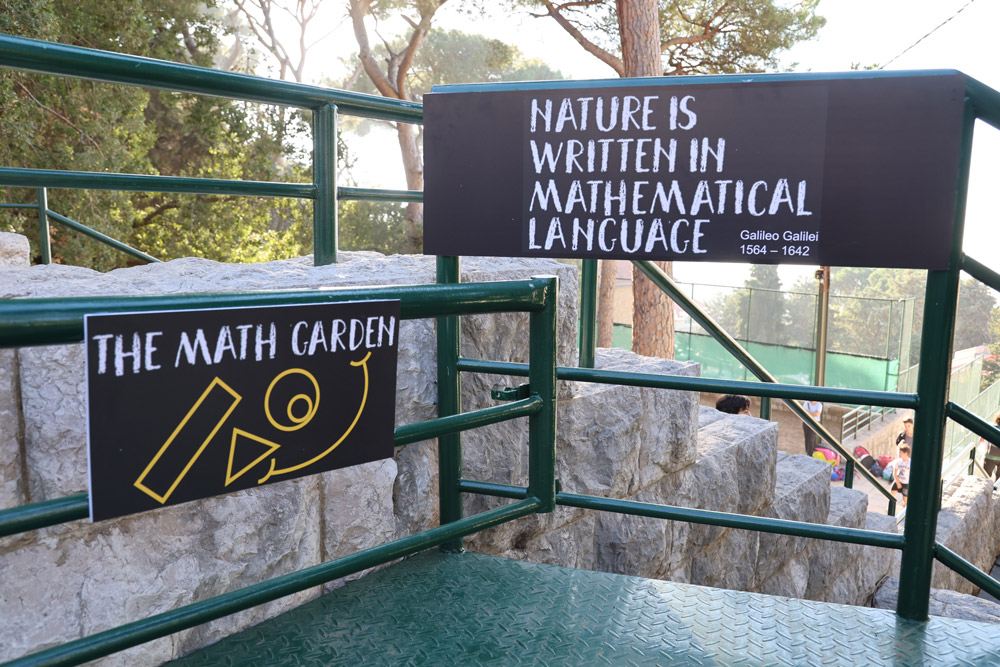 NATURE IS
WRITTEN IN
MATHEMATICAL
LANGUAGE
Galileo Galilei
1564 – 1642
THE MATH GARDEN